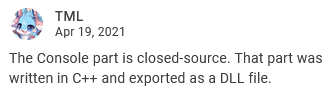 TML
Apr 19, 2021
The Console part is closed-source. That part was
written in C++ and exported as a DLL file.